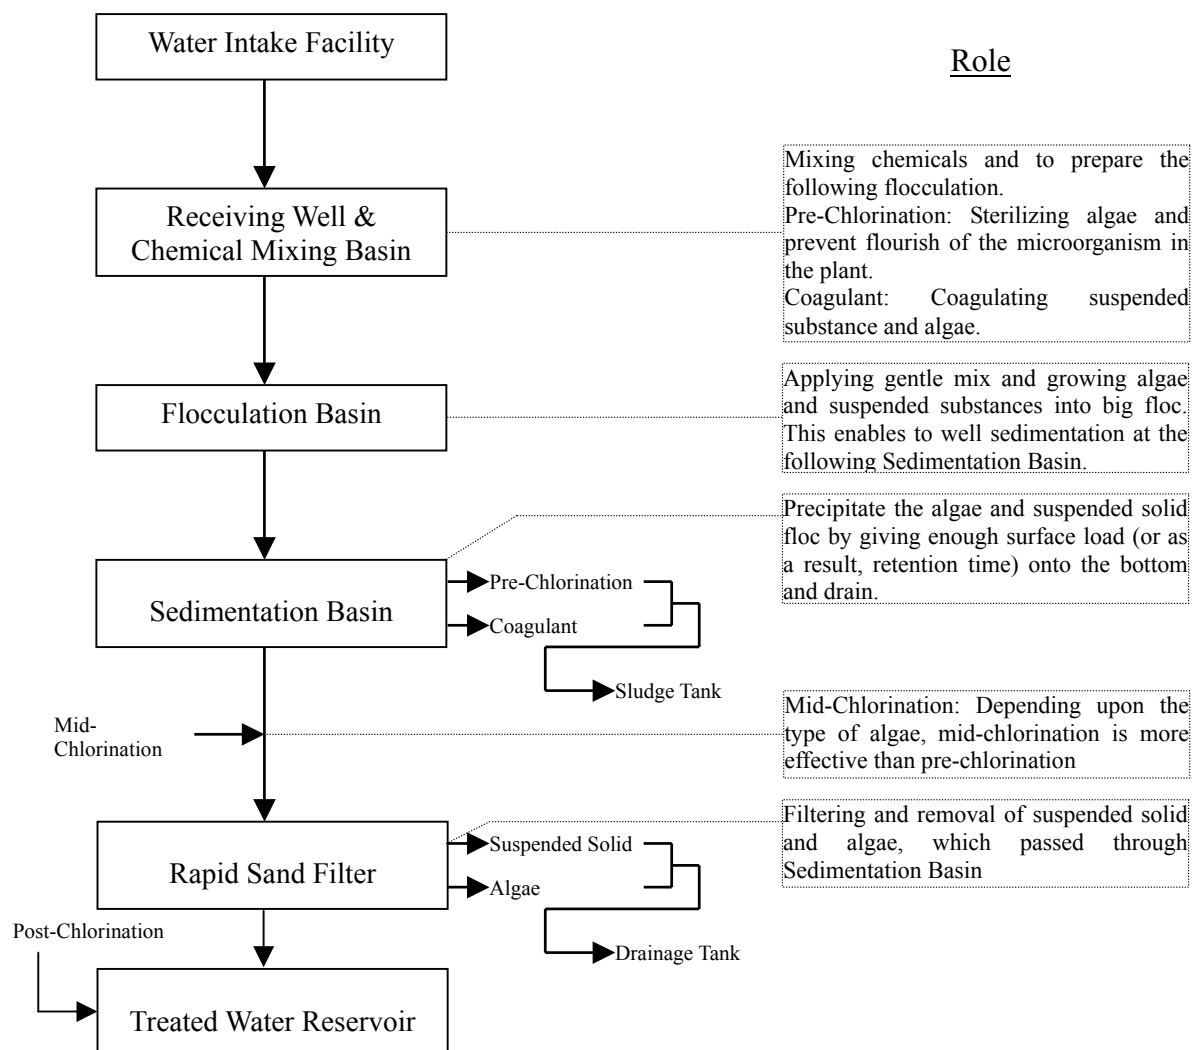 Water Intake Facility
Role
Mixing chemicals and to prepare the
following flocculation.
Pre-Chlorination: Sterilizing algae and
prevent flourish of the microorganism in
the plant.
Coagulant: Coagulating suspended
substance and algae.
Receiving Well &
Chemical Mixing Basin
Applying gentle mix and growing algae
and suspended substances into big floc.
This enables to well sedimentation at the
following Sedimentation Basin.
Flocculation Basin
Precipitate the algae and suspended solid
floc by giving enough surface load (or as
a result, retention time) onto the bottom
and drain.
Sedimentation Basin
Pre-Chlorination
Coagulant
Sludge Tank
Mid-
Chlorination
Mid-Chlorination: Depending upon the
type of algae, mid-chlorination is more
effective than pre-chlorination
Filtering and removal of suspended solid
and algae, which passed through
Sedimentation Basin
Rapid Sand Filter
Suspended Solid
Algae
Drainage Tank
Post-Chlorination
Treated Water Reservoir